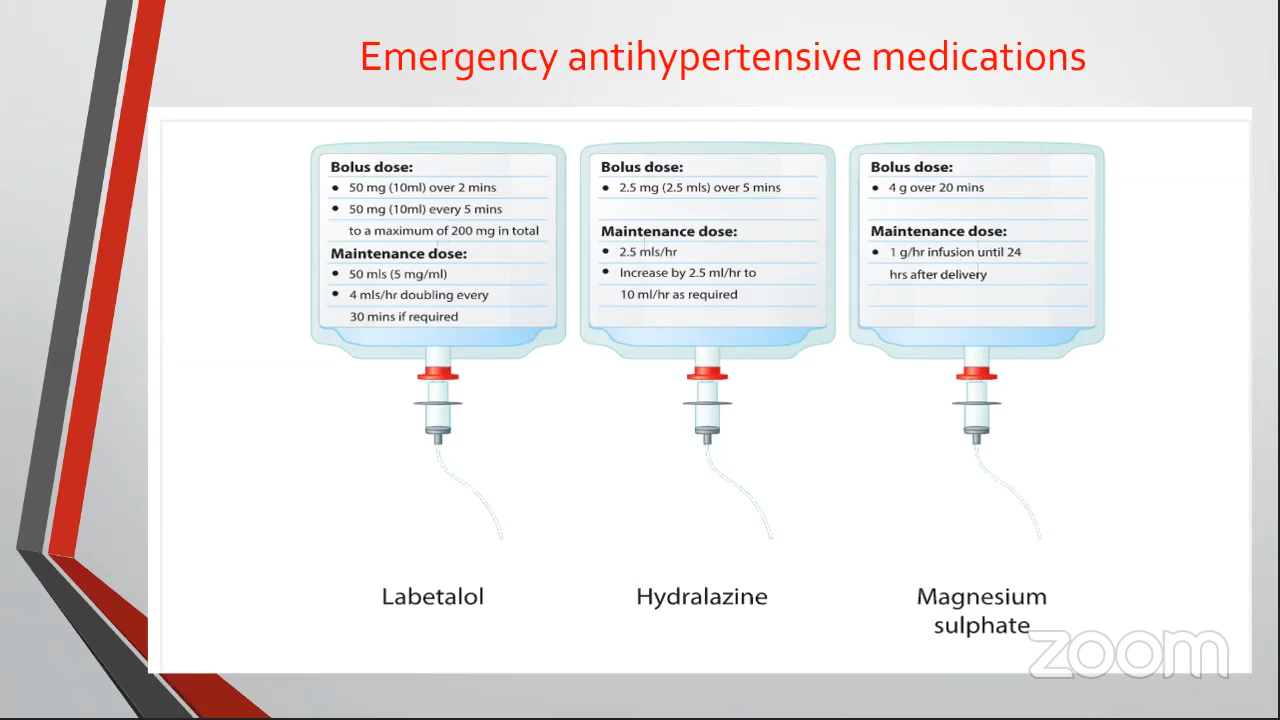 Emergency antihypertensive medications
Bolus dose:
• 50 mg (10ml) over 2 mins
• 50 mg (10ml) every 5 mins
to a maximum of 200 mg in total
Maintenance dose:
• 50 mls (5 mg/ml)
• 4 mls/hr doubling every
30 mins if required
Bolus dose:
• 2.5 mg (2.5 mls) over 5 mins
Maintenance dose:
• 2.5 mls/hr
• Increase by 2.5 ml/hr to
10 ml/hr as required
Bolus dose:
• 4 g over 20 mins
Maintenance dose:
• 1 g/hr infusion until 24
hrs after delivery
Labetalol
Hydralazine
Magnesium
sulphate
zoom